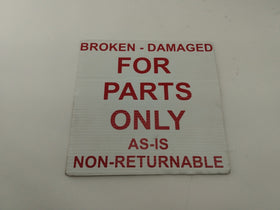 BROKEN - DAMAGED
FOR
PARTS
ONLY
AS-IS
NON-RETURNABLE